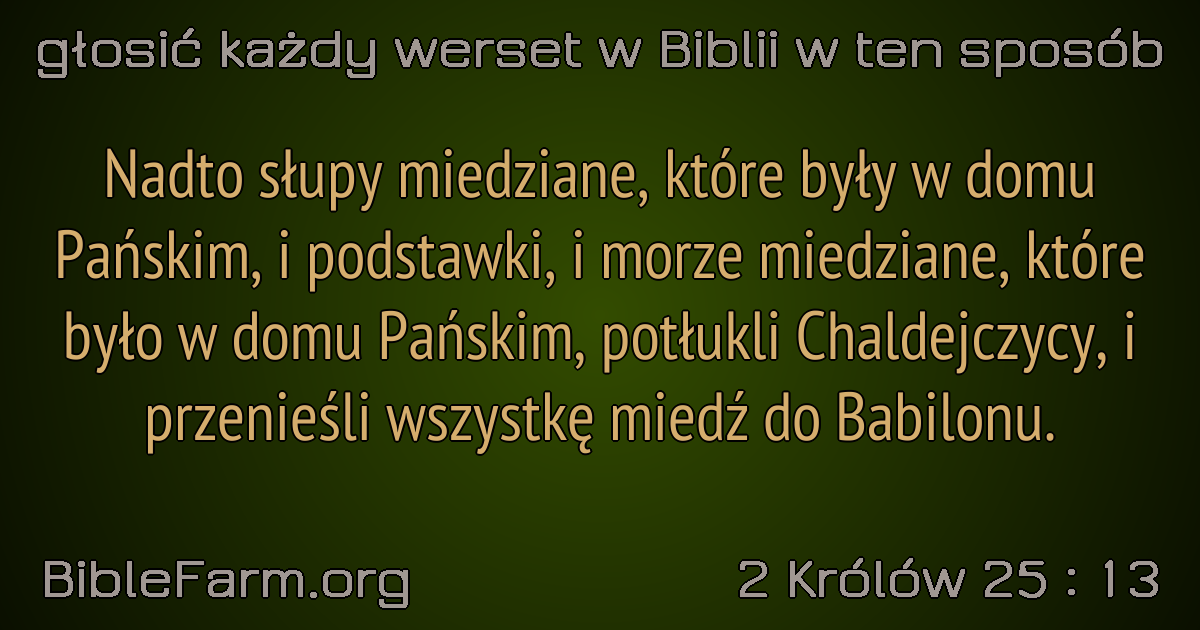 głosić każdy werset w Biblii w ten sposób
Nadto słupy miedziane, które były w domu
Pańskim, i podstawki, i morze miedziane, które
było w domu Pańskim, potłukli Chaldejczycy, i
przenieśli wszystkę miedź do Babilonu.
BibleFarm.org
2 Królów 25 : 13